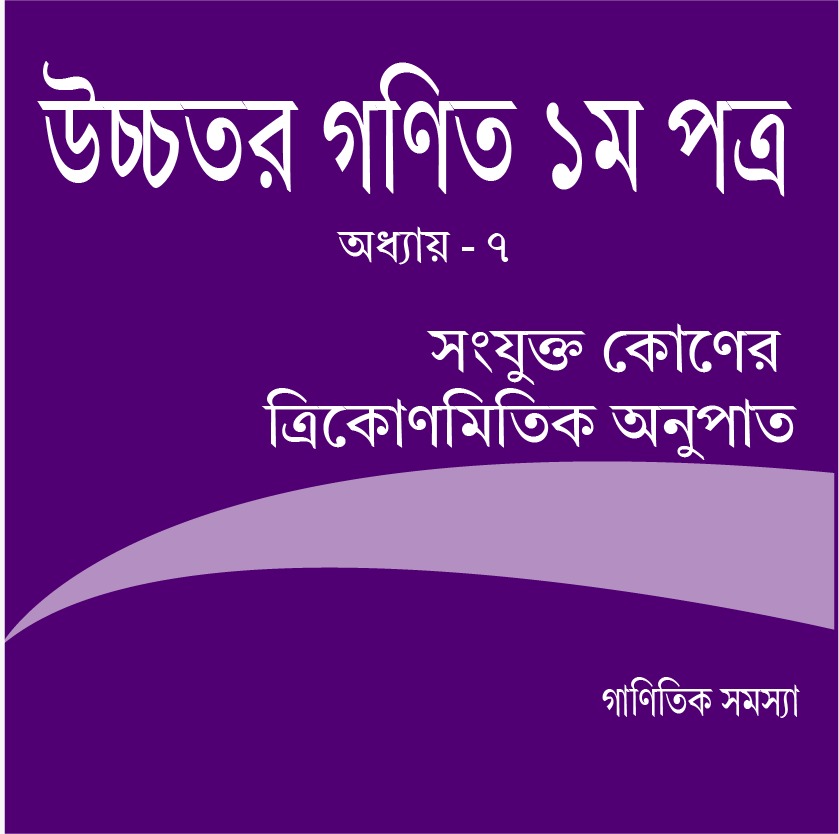 উচ্চতর গণিত ১ম পত্র
অধ্যায় - ৭
সংযুক্ত কোণের
ত্রিকোণমিতিক অনুপাত
গাণিতিক সমস্যা